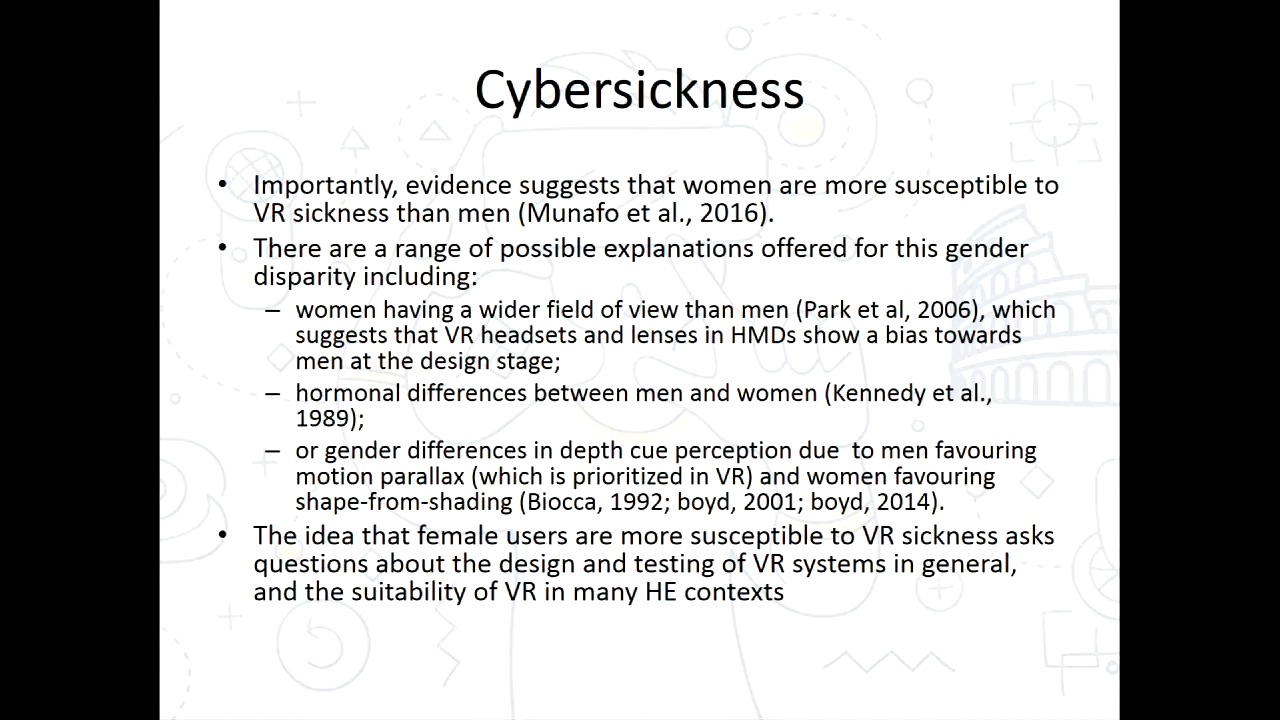 Cybersickness
• Importantly, evidence suggests that women are more susceptible to
VR sickness than men (Munafo et al., 2016).
• There are a range of possible explanations offered for this gender
disparity including:
– women having a wider field of view than men (Park et al, 2006), which
suggests that VR headsets and lenses in HMDs show a bias towards
men at the design stage;
– hormonal differences between men and women (Kennedy et al.,
1989);
– or gender differences in depth cue perception due  to men favouring
motion parallax (which is prioritized in VR) and women favouring
shape-from-shading (Biocca, 1992; boyd, 2001; boyd, 2014).
• The idea that female users are more susceptible to VR sickness asks
questions about the design and testing of VR systems in general,
and the suitability of VR in many HE contexts